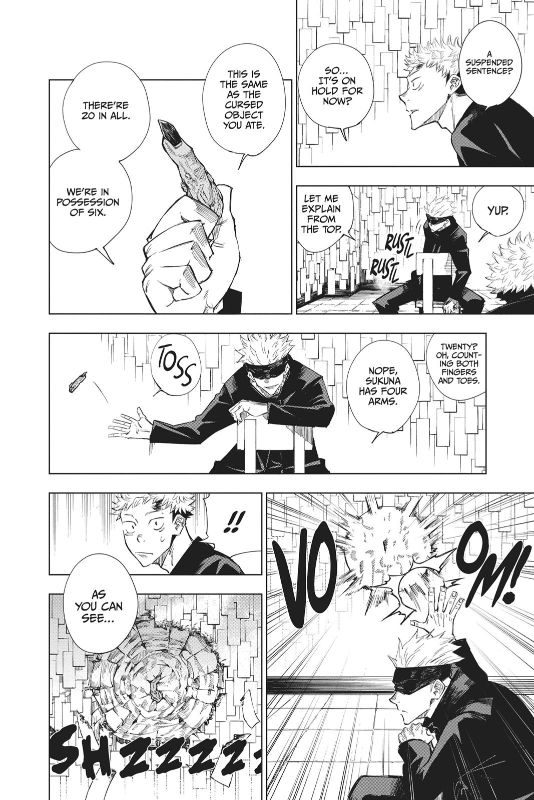 A
SUSPENDED
SENTENCE?
SO...
IT'S ON
HOLD FOR
NOW?
YUP.
LET ME
EXPLAIN
FROM
THE TOP.
RUSTL
RUSTL
THIS IS
THE SAME
AS THE
CURSED
OBJECT
YOU ATE.
THERE'RE
20 IN ALL.
WE'RE IN
POSSESSION
OF SIX.
TWENTY?
OH, COUNT-
ING BOTH
FINGERS
AND TOES.
NOPE,
SUKUNA
HAS FOUR
ARMS.
TOSS
VO
OM!
!!
AS
YOU CAN
SEE...
SHZZZZZ